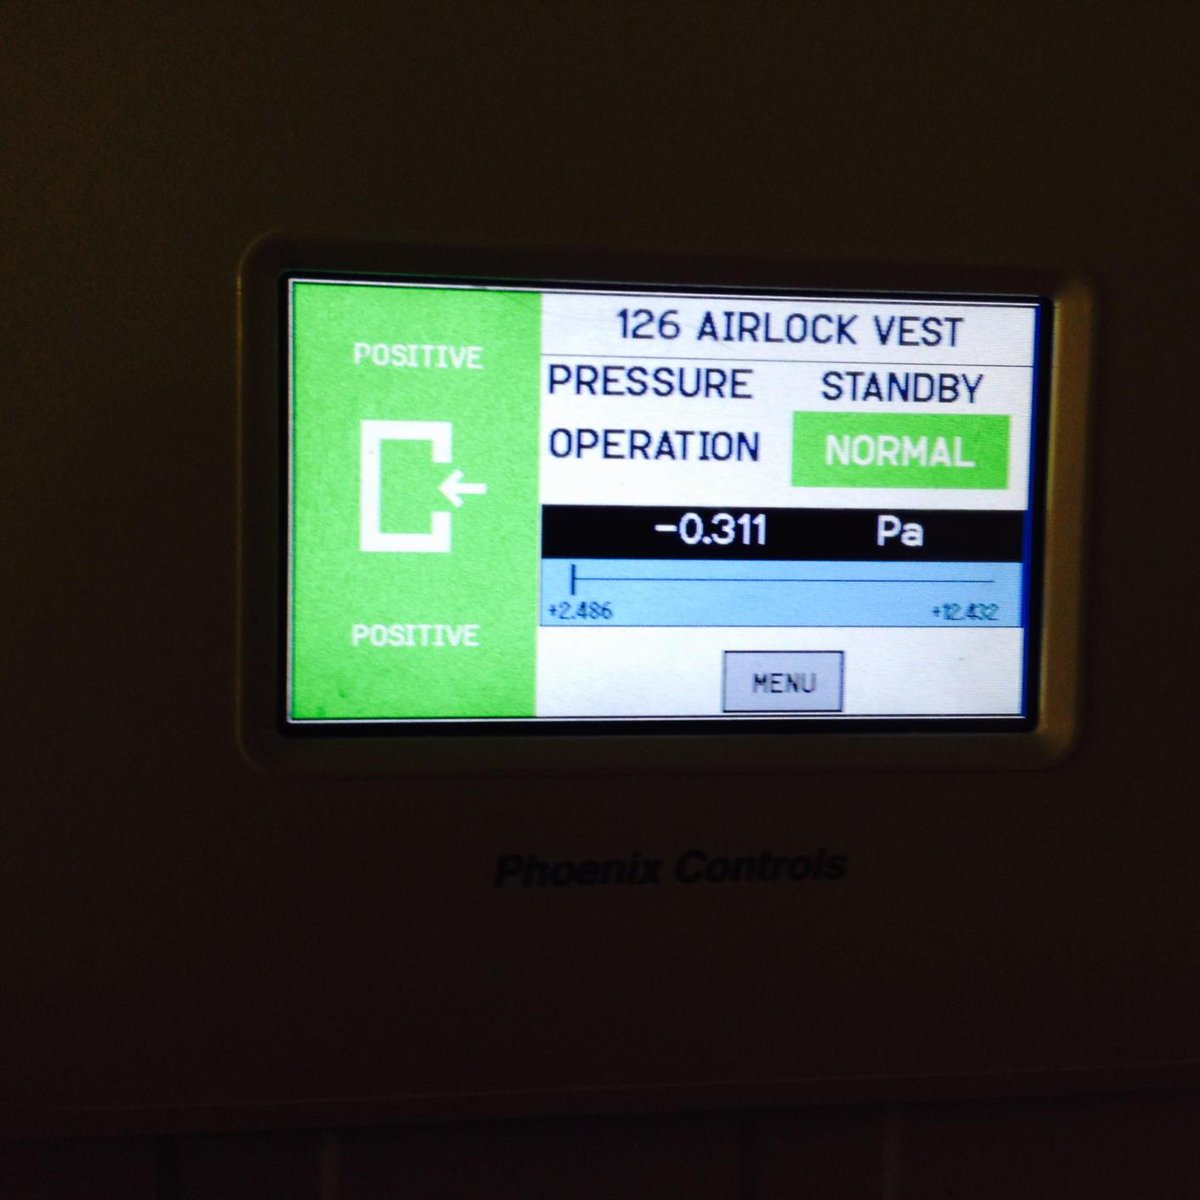 POSITIVE
POSITIVE
126 AIRLOCK VEST
PRESSURE STANDBY
OPERATION NORMAL
-0.311 Pa
+2.486 +12.432
MENU
Phoenix Controls